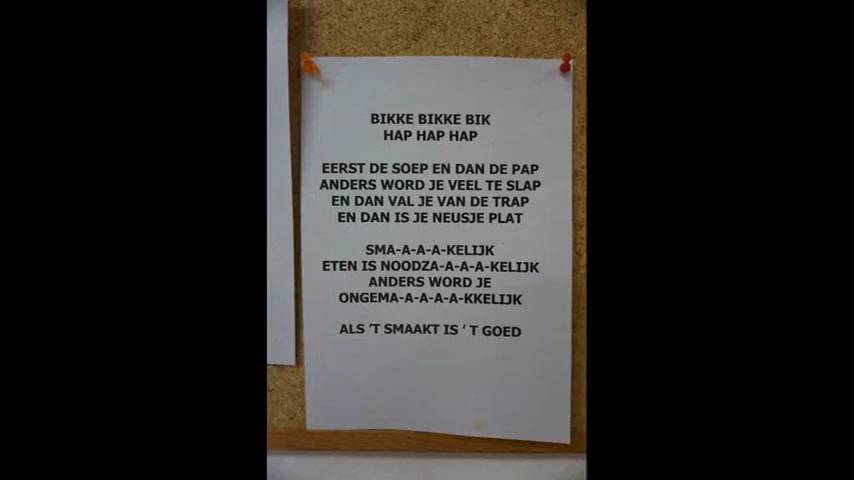 BIKKE BIKKE BIK
HAP HAP HAP
EERST DE SOEP EN DAN DE PAP
ANDERS WORD JE VEEL TE SLAP
EN DAN VAL JE VAN DE TRAP
EN DAN IS JE NEUSJE PLAT
SMA-A-A-A-KELIJK
ETEN IS NOODZA-A-A-A-KELIJK
ANDERS WORD JE
ONGEMA-A-A-A-A-KKELIJK
ALS 'T SMAAKT IS ' T GOED